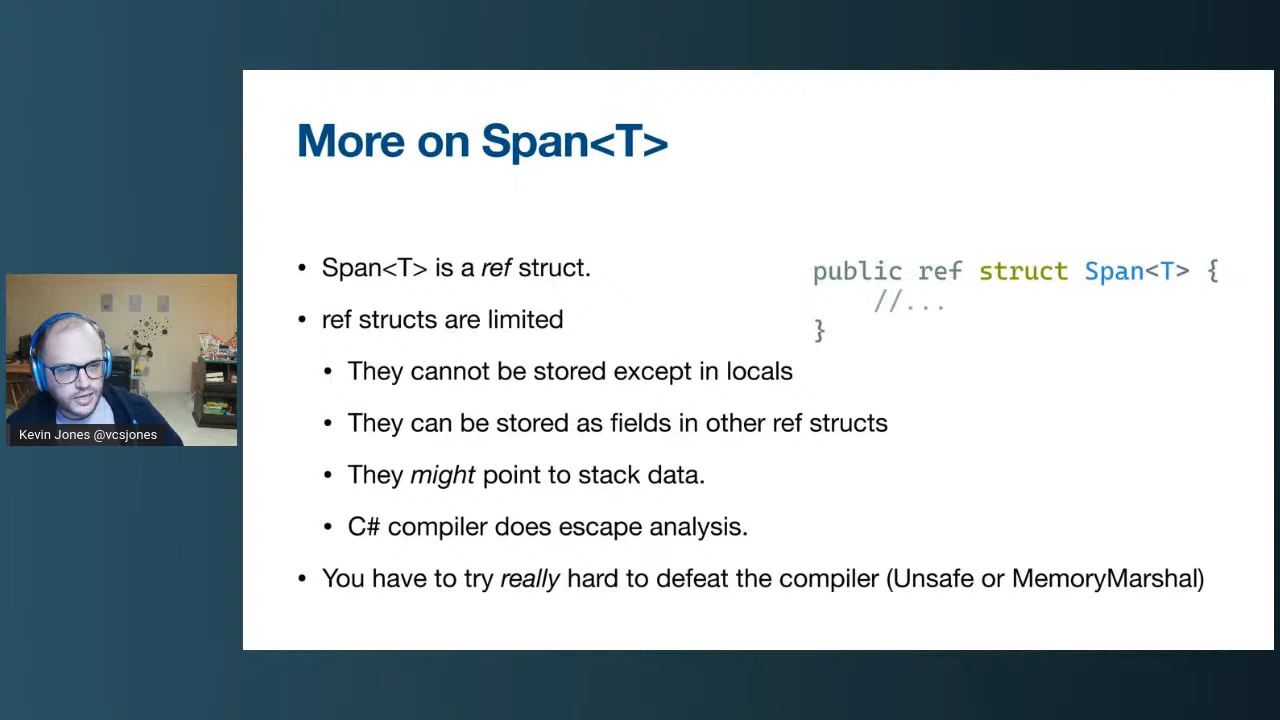 More on Span<T>
• Span<T> is a ref struct.
• ref structs are limited
• They cannot be stored except in locals
• They can be stored as fields in other ref structs
• They might point to stack data.
• C# compiler does escape analysis.
• You have to try really hard to defeat the compiler (Unsafe or MemoryMarshal)
public ref struct Span<T> {
//...
}
Kevin Jones @vcsjones